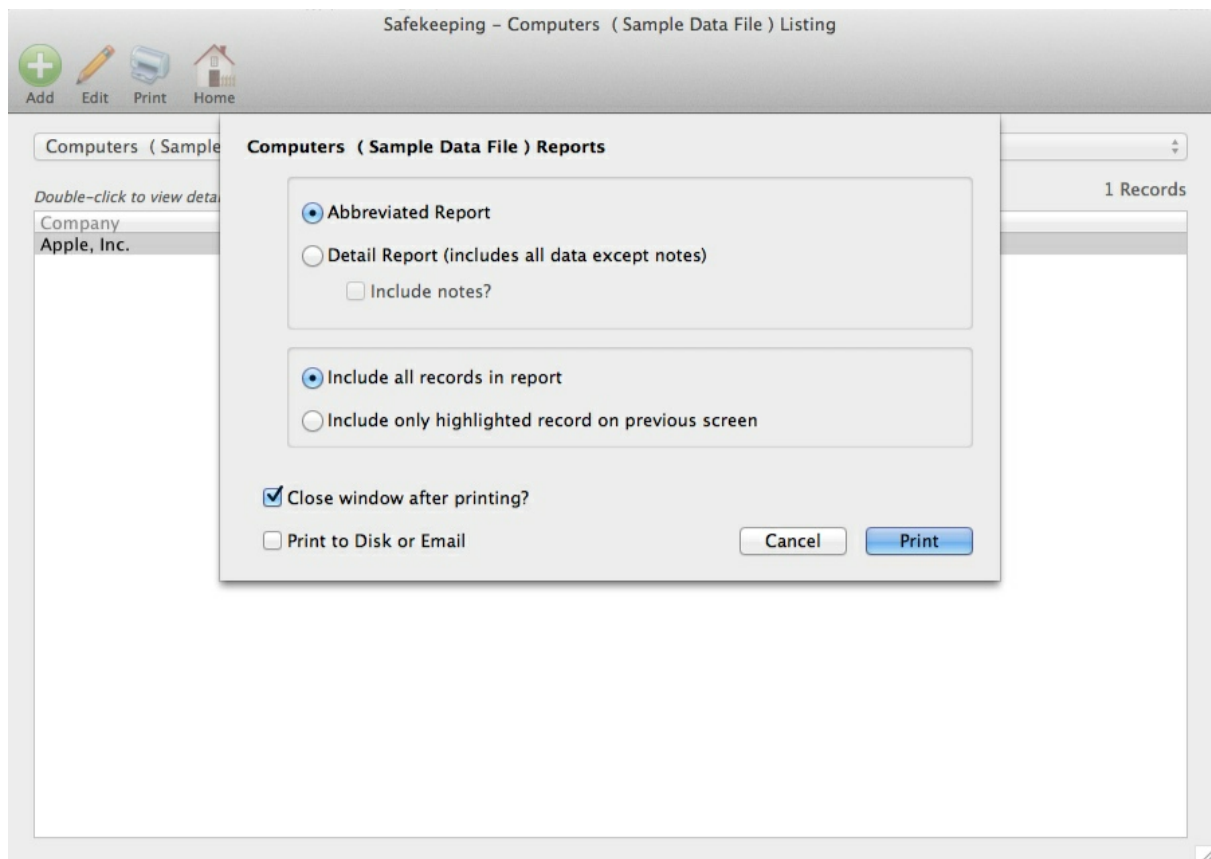 Safekeeping – Computers ( Sample Data File ) Listing
Add Edit Print Home
Computers ( Sample
Computers ( Sample Data File ) Reports
1 Records
Double-click to view detai
Company
Apple, Inc.
Abbreviated Report
Detail Report (includes all data except notes)
Include notes?
Include all records in report
Include only highlighted record on previous screen
Close window after printing?
Print to Disk or Email
Cancel Print